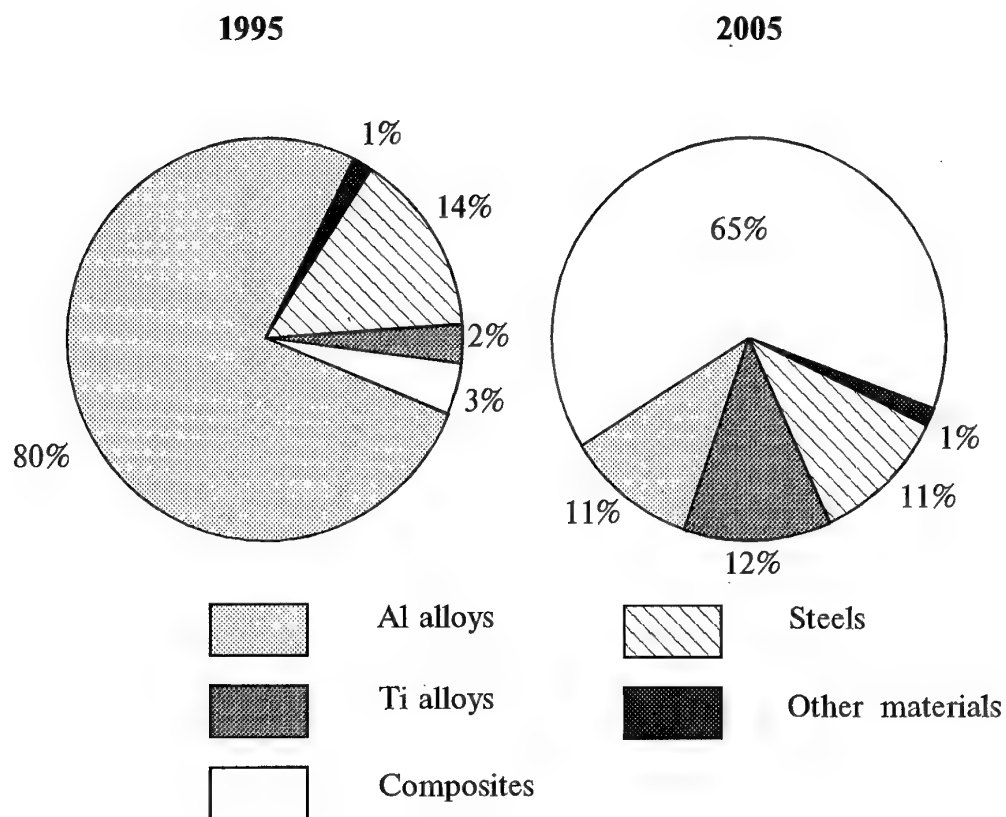 1995
2005
1%
14%
2%
3%
80%
65%
1%
11%
12%
11%
Al alloys
Steels
Ti alloys
Other materials
Composites